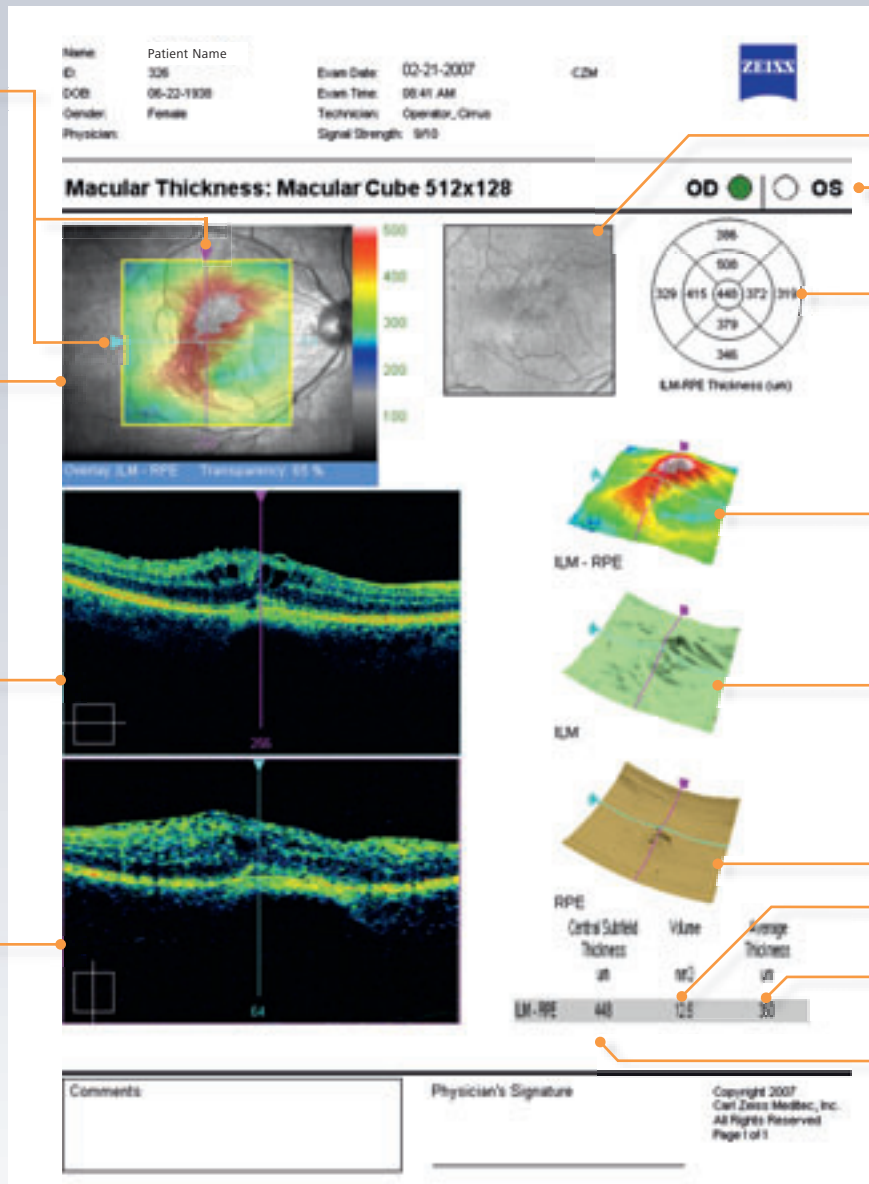 Name: Patient Name
ID: 326 Exam Date: 02-21-2007 CZM
DOB: 06-22-1938 Exam Time: 08:41 AM
Gender: Female Technician: Operator, Cirrus
Physician: Signal Strength: 9/10
ZEISS
Macular Thickness: Macular Cube 512x128 OD OS
500
400
300
200
100
Overlay: ILM - RPE Transparency: 65 %
386
508
329 415 448 372 319
379
346
ILM-RPE Thickness (um)
ILM - RPE
256
ILM
64
RPE
Central Subfield Thickness um
Volume mm3
Average Thickness um
ILM - RPE 448 12.6 360
Comments
Physician's Signature
Copyright 2007
Carl Zeiss Meditec, Inc.
All Rights Reserved
Page 1 of 1